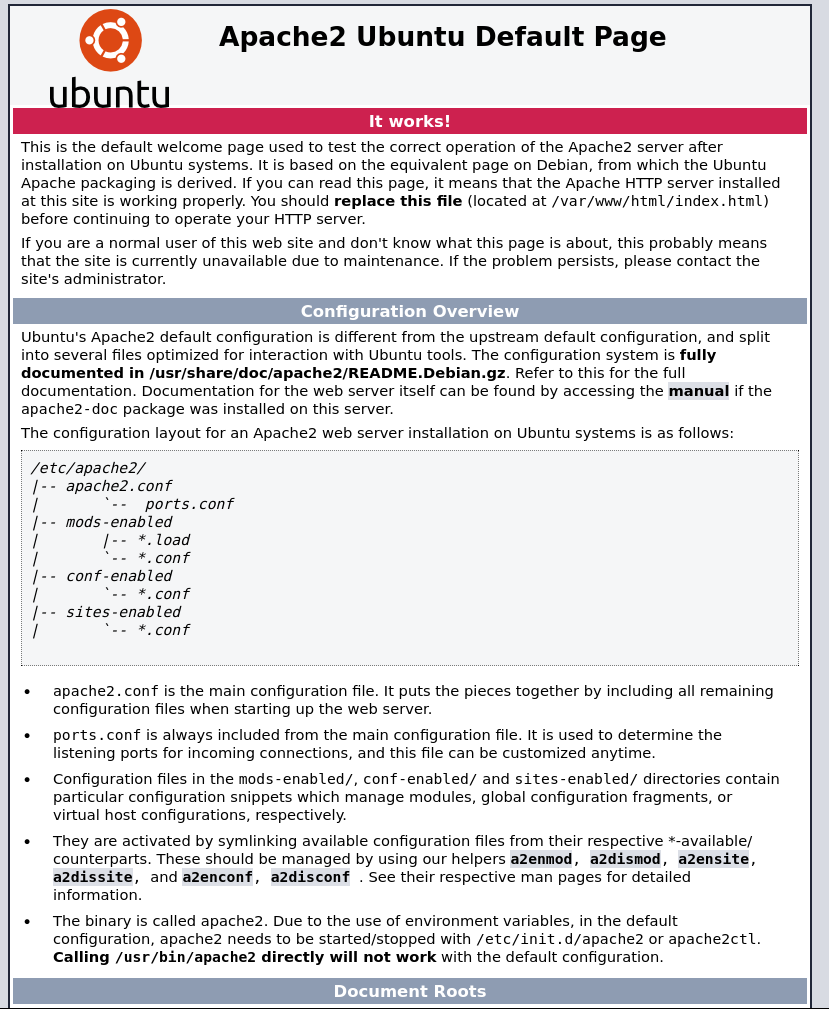 ubuntu
Apache2 Ubuntu Default Page
It works!
This is the default welcome page used to test the correct operation of the Apache2 server after
installation on Ubuntu systems. It is based on the equivalent page on Debian, from which the Ubuntu
Apache packaging is derived. If you can read this page, it means that the Apache HTTP server installed
at this site is working properly. You should replace this file (located at /var/www/html/index.html)
before continuing to operate your HTTP server.
If you are a normal user of this web site and don't know what this page is about, this probably means
that the site is currently unavailable due to maintenance. If the problem persists, please contact the
site's administrator.
Configuration Overview
Ubuntu's Apache2 default configuration is different from the upstream default configuration, and split
into several files optimized for interaction with Ubuntu tools. The configuration system is fully
documented in /usr/share/doc/apache2/README.Debian.gz. Refer to this for the full
documentation. Documentation for the web server itself can be found by accessing the manual if the
apache2-doc package was installed on this server.
The configuration layout for an Apache2 web server installation on Ubuntu systems is as follows:
/etc/apache2/
|-- apache2.conf
|       `--  ports.conf
|-- mods-enabled
|       |-- *.load
|       `-- *.conf
|-- conf-enabled
|       `-- *.conf
|-- sites-enabled
|       `-- *.conf
• apache2.conf is the main configuration file. It puts the pieces together by including all remaining
configuration files when starting up the web server.
• ports.conf is always included from the main configuration file. It is used to determine the
listening ports for incoming connections, and this file can be customized anytime.
• Configuration files in the mods-enabled/, conf-enabled/ and sites-enabled/ directories contain
particular configuration snippets which manage modules, global configuration fragments, or
virtual host configurations, respectively.
• They are activated by symlinking available configuration files from their respective *-available/
counterparts. These should be managed by using our helpers a2enmod, a2dismod, a2ensite,
a2dissite, and a2enconf, a2disconf . See their respective man pages for detailed
information.
• The binary is called apache2. Due to the use of environment variables, in the default
configuration, apache2 needs to be started/stopped with /etc/init.d/apache2 or apache2ctl.
Calling /usr/bin/apache2 directly will not work with the default configuration.
Document Roots